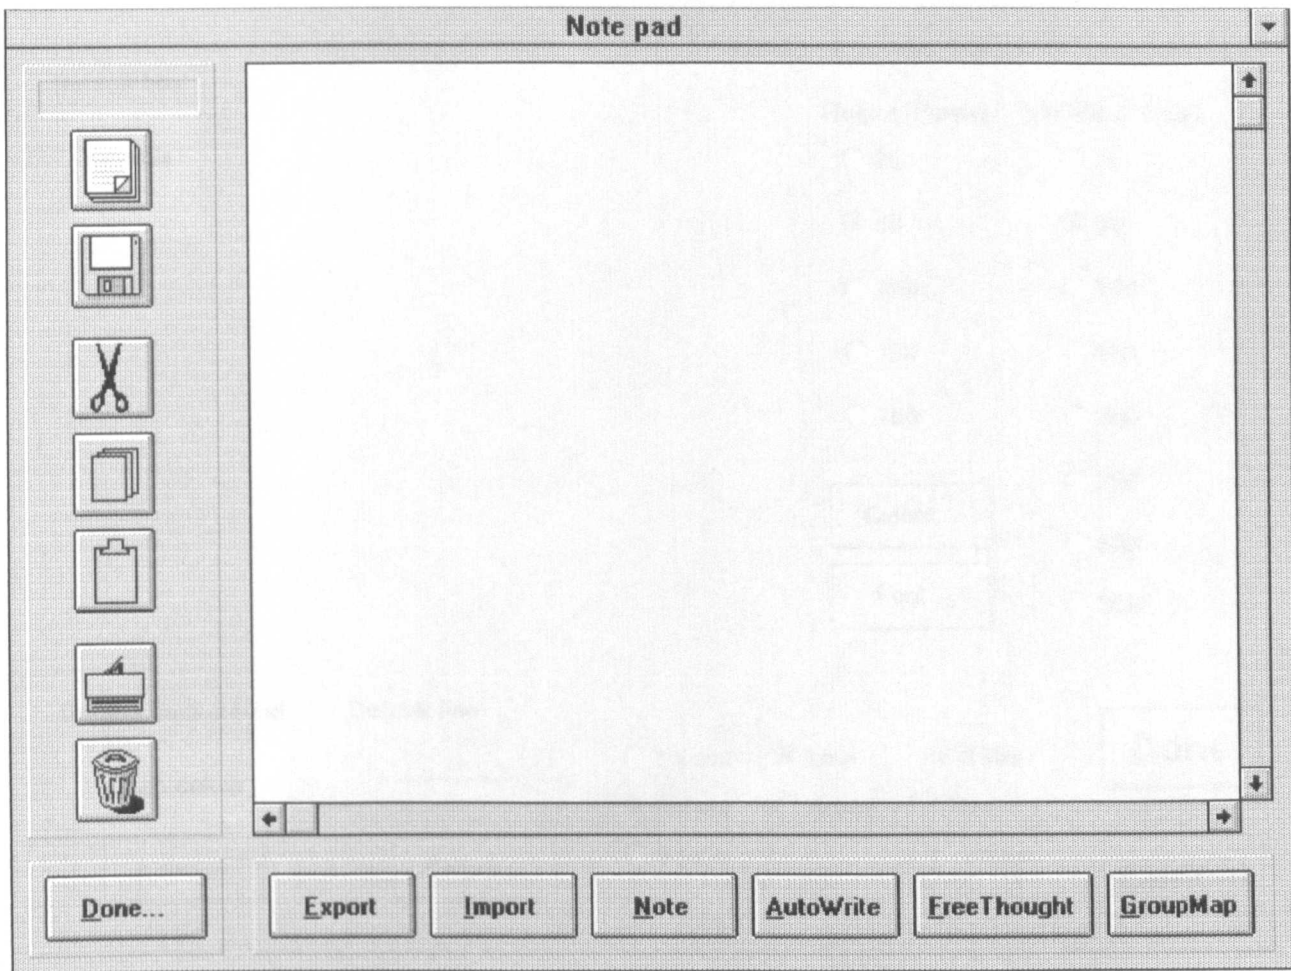 Note pad
Done...
Export
Import
Note
AutoWrite
FreeThought
GroupMap